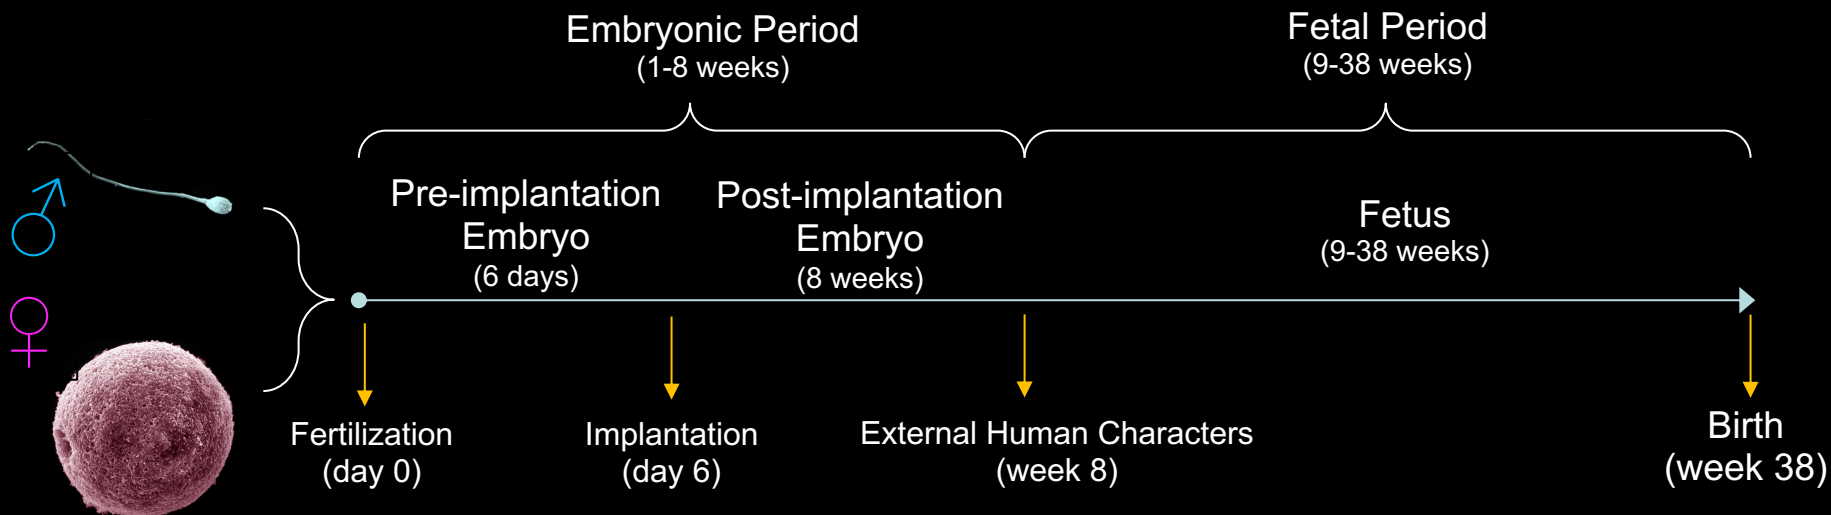 Embryonic Period
(1-8 weeks)
Fetal Period
(9-38 weeks)
Pre-implantation
Embryo
(6 days)
Post-implantation
Embryo
(8 weeks)
Fetus
(9-38 weeks)
Fertilization
(day 0)
Implantation
(day 6)
External Human Characters
(week 8)
Birth
(week 38)